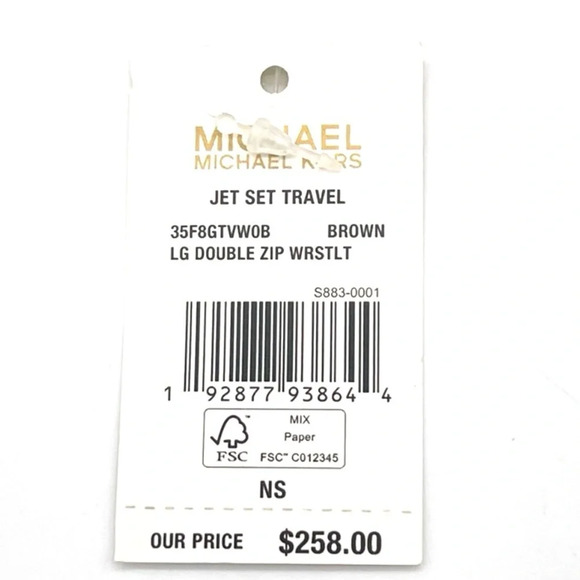 MICHAEL
MICHAEL KORS
JET SET TRAVEL
35F8GTVW0B BROWN
LG DOUBLE ZIP WRSTLT
S883-0001
1 92877 93864 4
MIX
Paper
FSC™ FSC™ C012345
NS
OUR PRICE $258.00